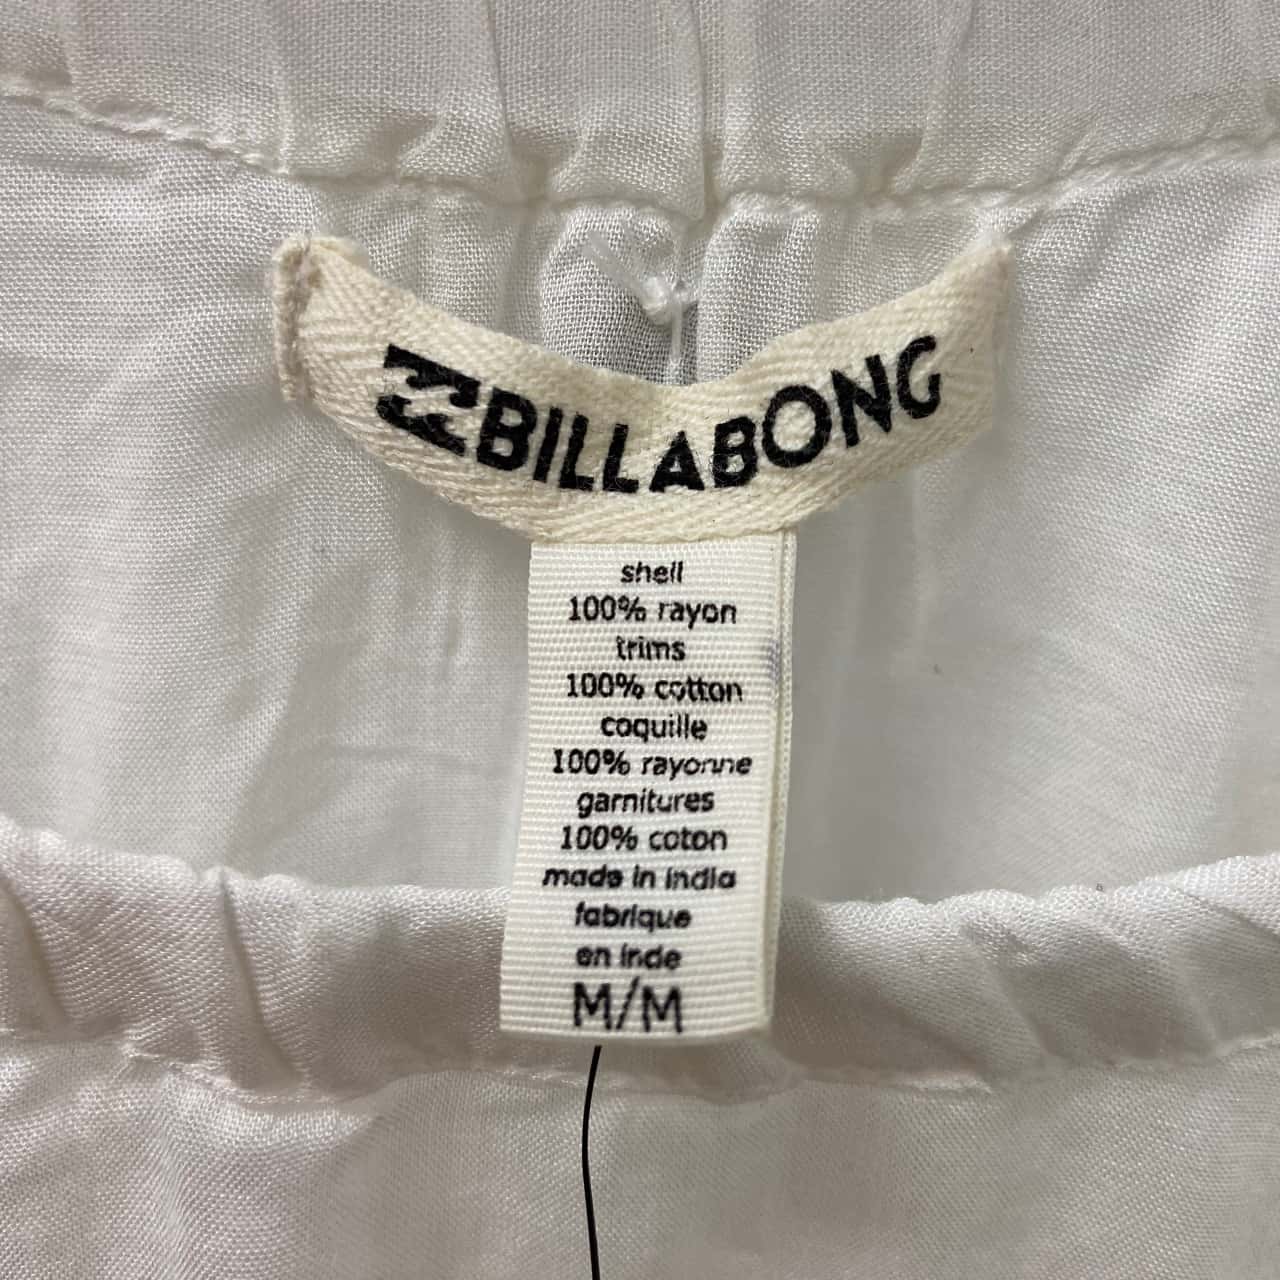 BILLABONG
shell
100% rayon
trims
100% cotton
coquille
100% rayonne
garnitures
100% coton
made in india
fabrique
en inde
M/M